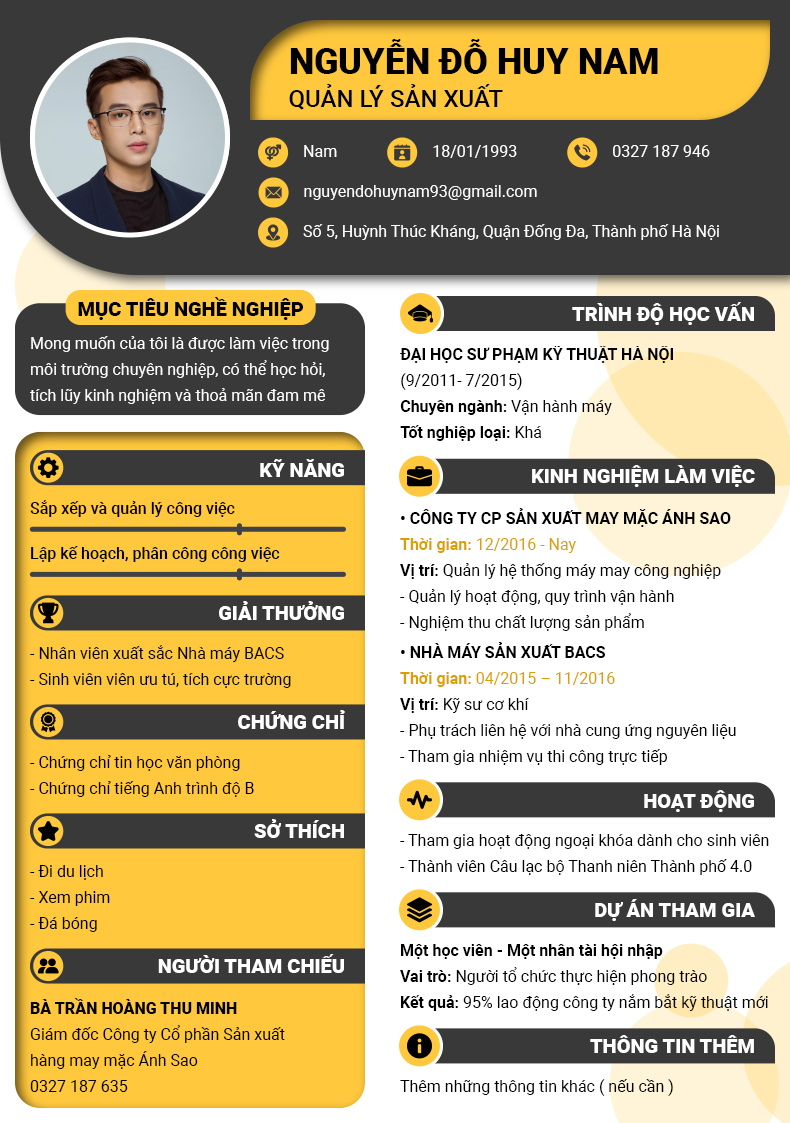 NGUYỄN ĐỖ HUY NAM
QUẢN LÝ SẢN XUẤT
Nam
18/01/1993
0327 187 946
nguyendohuynam93@gmail.com
Số 5, Huỳnh Thúc Kháng, Quận Đống Đa, Thành phố Hà Nội
MỤC TIÊU NGHỀ NGHIỆP
Mong muốn của tôi là được làm việc trong
môi trường chuyên nghiệp, có thể học hỏi,
tích lũy kinh nghiệm và thoả mãn đam mê
KỸ NĂNG
Sắp xếp và quản lý công việc
Lập kế hoạch, phân công công việc
GIẢI THƯỞNG
- Nhân viên xuất sắc Nhà máy BACS
- Sinh viên viên ưu tú, tích cực trường
CHỨNG CHỈ
- Chứng chỉ tin học văn phòng
- Chứng chỉ tiếng Anh trình độ B
SỞ THÍCH
- Đi du lịch
- Xem phim
- Đá bóng
NGƯỜI THAM CHIẾU
BÀ TRẦN HOÀNG THU MINH
Giám đốc Công ty Cổ phần Sản xuất
hàng may mặc Ánh Sao
0327 187 635
TRÌNH ĐỘ HỌC VẤN
ĐẠI HỌC SƯ PHẠM KỸ THUẬT HÀ NỘI
(9/2011- 7/2015)
Chuyên ngành: Vận hành máy
Tốt nghiệp loại: Khá
KINH NGHIỆM LÀM VIỆC
• CÔNG TY CP SẢN XUẤT MAY MẶC ÁNH SAO
Thời gian: 12/2016 - Nay
Vị trí: Quản lý hệ thống máy may công nghiệp
- Quản lý hoạt động, quy trình vận hành
- Nghiệm thu chất lượng sản phẩm
• NHÀ MÁY SẢN XUẤT BACS
Thời gian: 04/2015 – 11/2016
Vị trí: Kỹ sư cơ khí
- Phụ trách liên hệ với nhà cung ứng nguyên liệu
- Tham gia nhiệm vụ thi công trực tiếp
HOẠT ĐỘNG
- Tham gia hoạt động ngoại khóa dành cho sinh viên
- Thành viên Câu lạc bộ Thanh niên Thành phố 4.0
DỰ ÁN THAM GIA
Một học viên - Một nhân tài hội nhập
Vai trò: Người tổ chức thực hiện phong trào
Kết quả: 95% lao động công ty nắm bắt kỹ thuật mới
THÔNG TIN THÊM
Thêm những thông tin khác ( nếu cần )